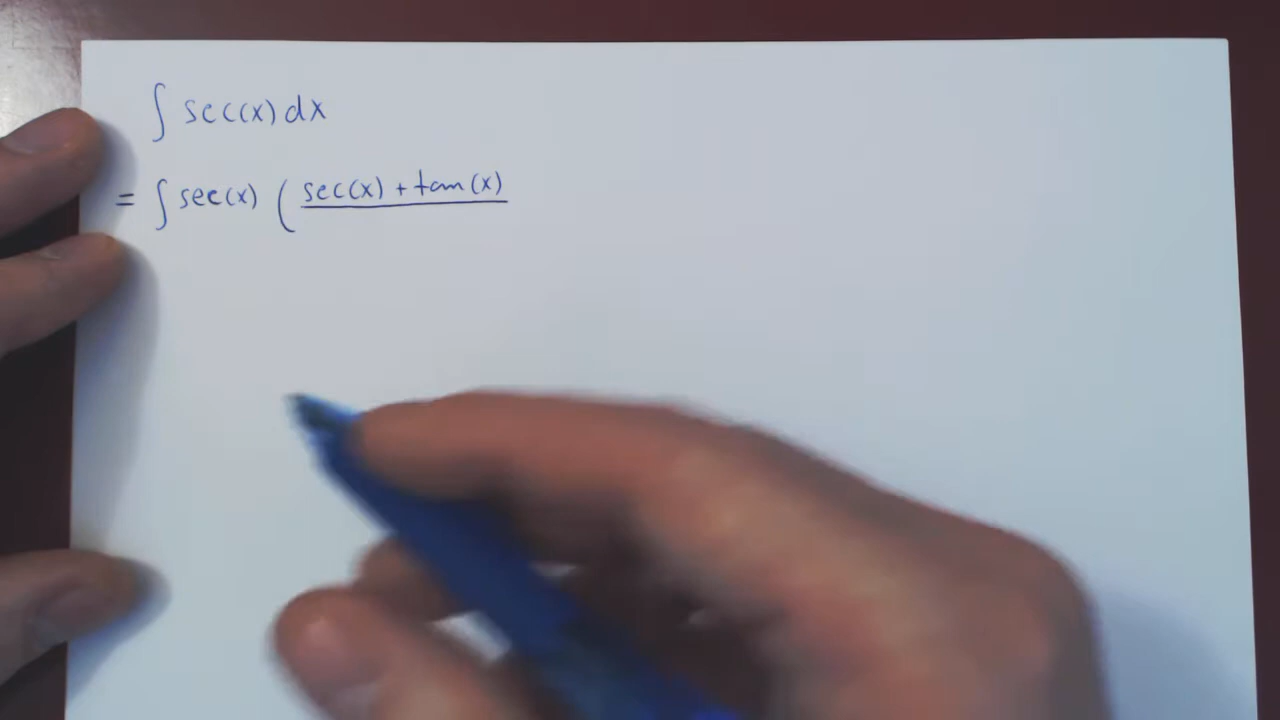 ∫ sec(x) dx
= ∫ sec(x) ( sec(x) + tan(x)